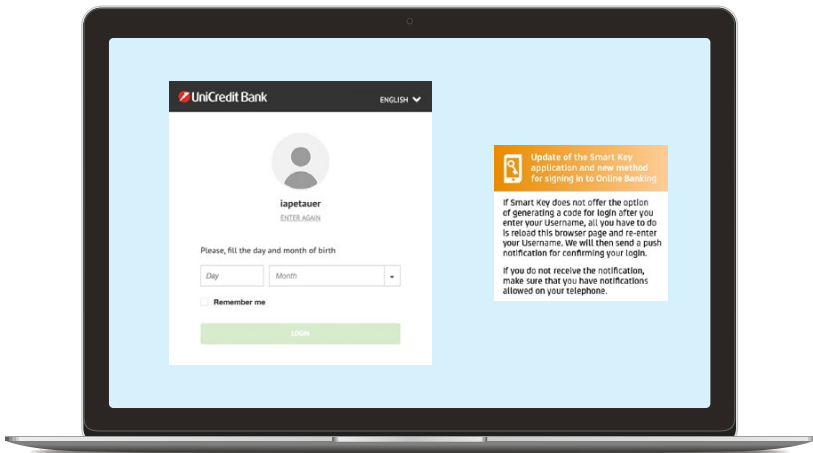 UniCredit Bank
ENGLISH
iapetauer
ENTER AGAIN
Please, fill the day and month of birth
Day
Month
Remember me
LOGIN
Update of the Smart Key
application and new method
for signing in to Online Banking
If Smart Key does not offer the option
of generating a code for login after you
enter your Username, all you have to do
is reload this browser page and re-enter
your Username. We will then send a push
notification for confirming your login.
If you do not receive the notification,
make sure that you have notifications
allowed on your telephone.